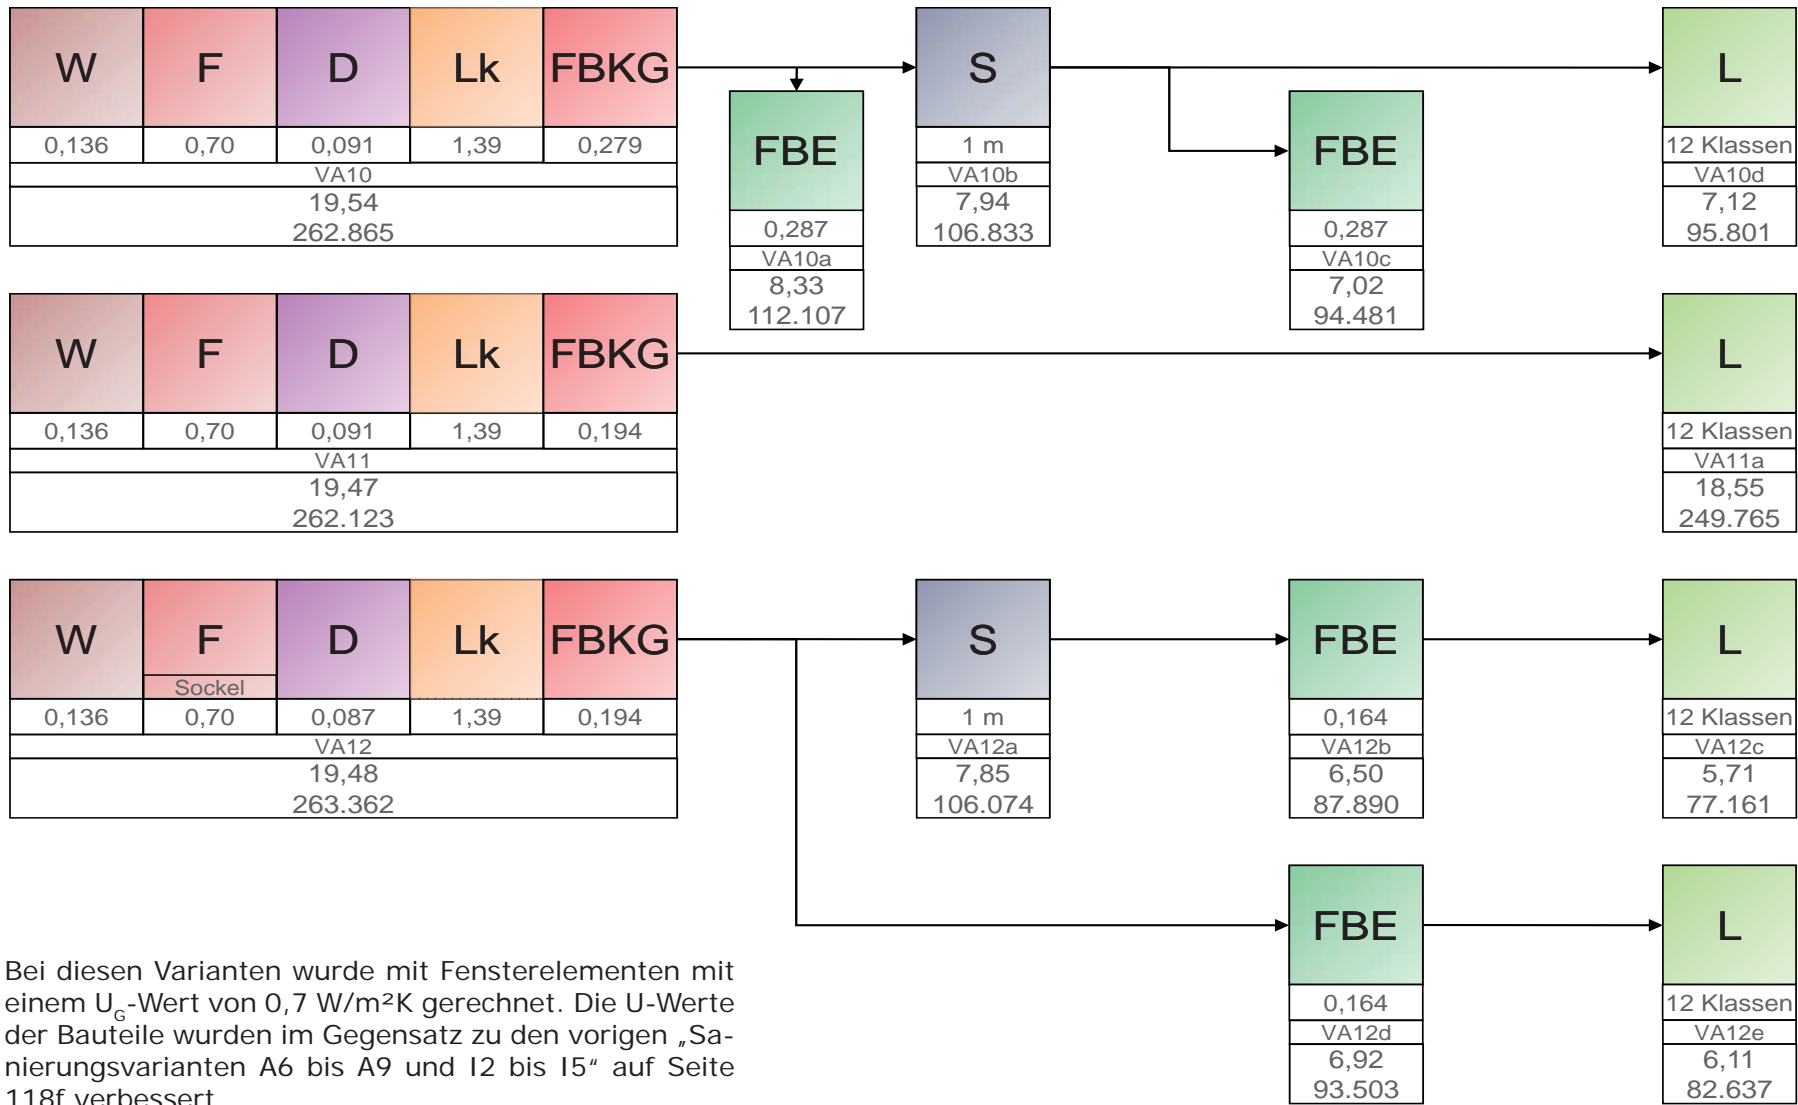 W F D Lk FBKG
0,136 0,70 0,091 1,39 0,279
VA10
19,54
262.865
FBE
0,287
VA10a
8,33
112.107
S
1 m
VA10b
7,94
106.833
FBE
0,287
VA10c
7,02
94.481
L
12 Klassen
VA10d
7,12
95.801
W F D Lk FBKG
0,136 0,70 0,091 1,39 0,194
VA11
19,47
262.123
L
12 Klassen
VA11a
18,55
249.765
W F D Lk FBKG
Sockel
0,136 0,70 0,087 1,39 0,194
VA12
19,48
263.362
S
1 m
VA12a
7,85
106.074
FBE
0,164
VA12b
6,50
87.890
L
12 Klassen
VA12c
5,71
77.161
FBE
0,164
VA12d
6,92
93.503
L
12 Klassen
VA12e
6,11
82.637
Bei diesen Varianten wurde mit Fensterelementen mit
einem U_G-Wert von 0,7 W/m²K gerechnet. Die U-Werte
der Bauteile wurden im Gegensatz zu den vorigen „Sa-
nierungsvarianten A6 bis A9 und I2 bis I5“ auf Seite
118f verbessert